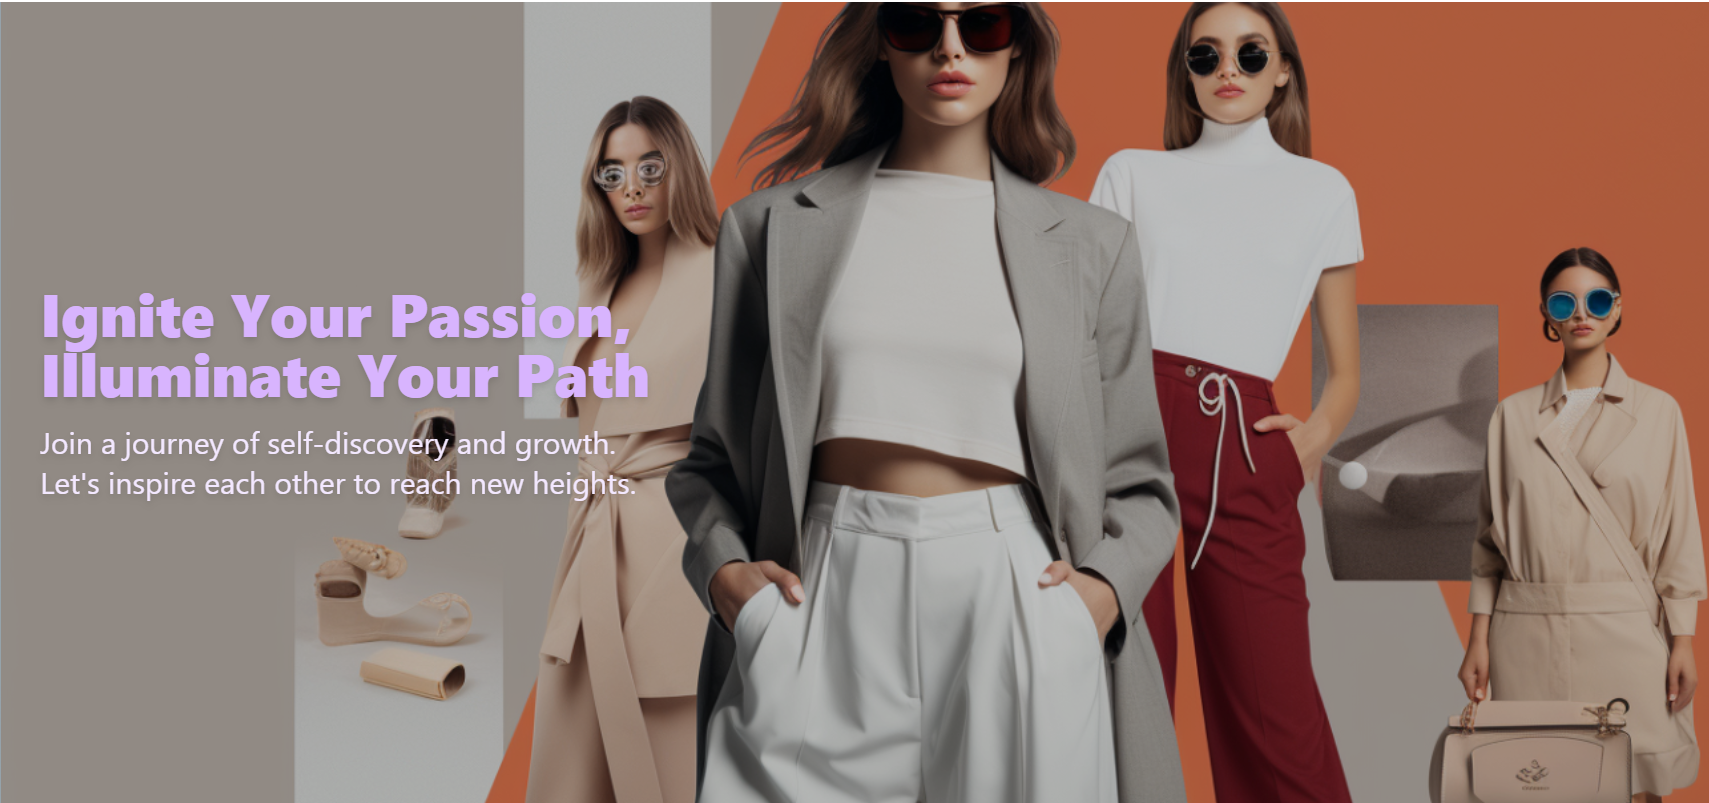 Ignite Your Passion,
Illuminate Your Path
Join a journey of self-discovery and growth.
Let's inspire each other to reach new heights.